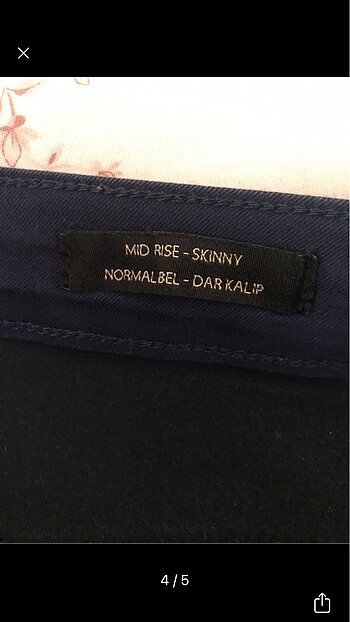 MID RISE - SKINNY
NORMALBEL - DAR KALIP
4 / 5